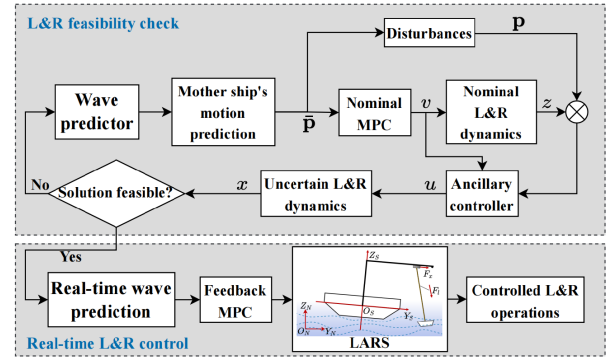 L&R feasibility check
Disturbances
p
Wave
predictor
Mother ship's
motion
prediction
p̄
Nominal
MPC
v
Nominal
L&R
dynamics
z
No
Solution feasible?
x
Uncertain L&R
dynamics
u
Ancillary
controller
Yes
Real-time wave
prediction
Feedback
MPC
Z_S
F_x
F_l
Z_N
O_S
Y_S
O_N
Y_N
LARS
Controlled L&R
operations
Real-time L&R control